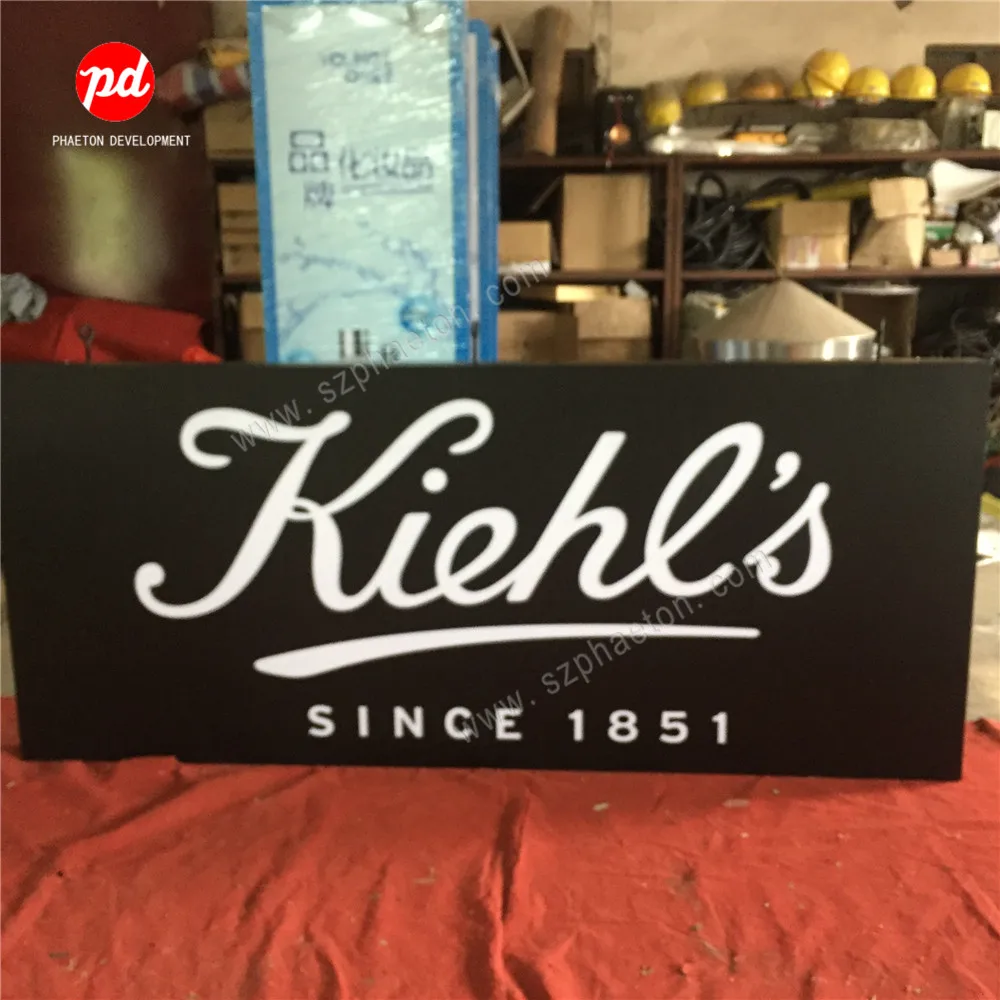 pd
PHAETON DEVELOPMENT
www.szphaeton.com
Kiehl's
www.szphaeton.com
SINCE 1851